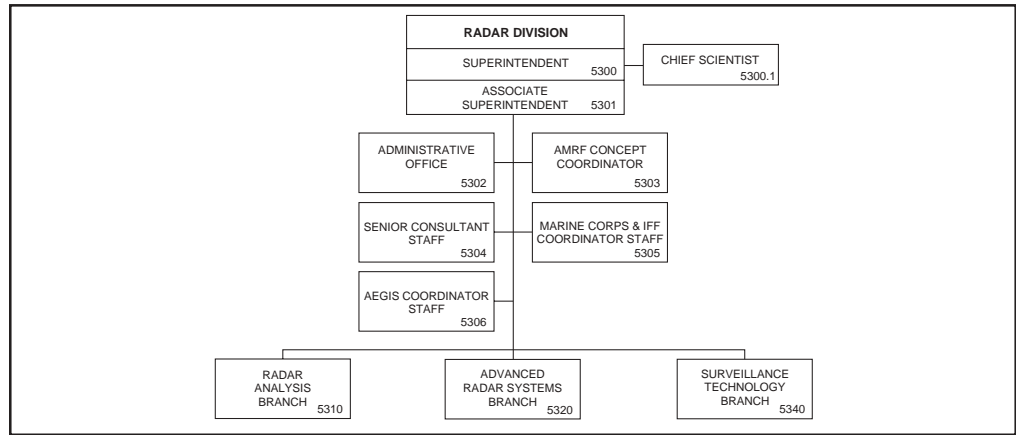 RADAR DIVISION
SUPERINTENDENT
5300
CHIEF SCIENTIST
5300.1
ASSOCIATE
SUPERINTENDENT
5301
ADMINISTRATIVE
OFFICE
5302
AMRF CONCEPT
COORDINATOR
5303
SENIOR CONSULTANT
STAFF
5304
MARINE CORPS & IFF
COORDINATOR STAFF
5305
AEGIS COORDINATOR
STAFF
5306
RADAR
ANALYSIS
BRANCH
5310
ADVANCED
RADAR SYSTEMS
BRANCH
5320
SURVEILLANCE
TECHNOLOGY
BRANCH
5340